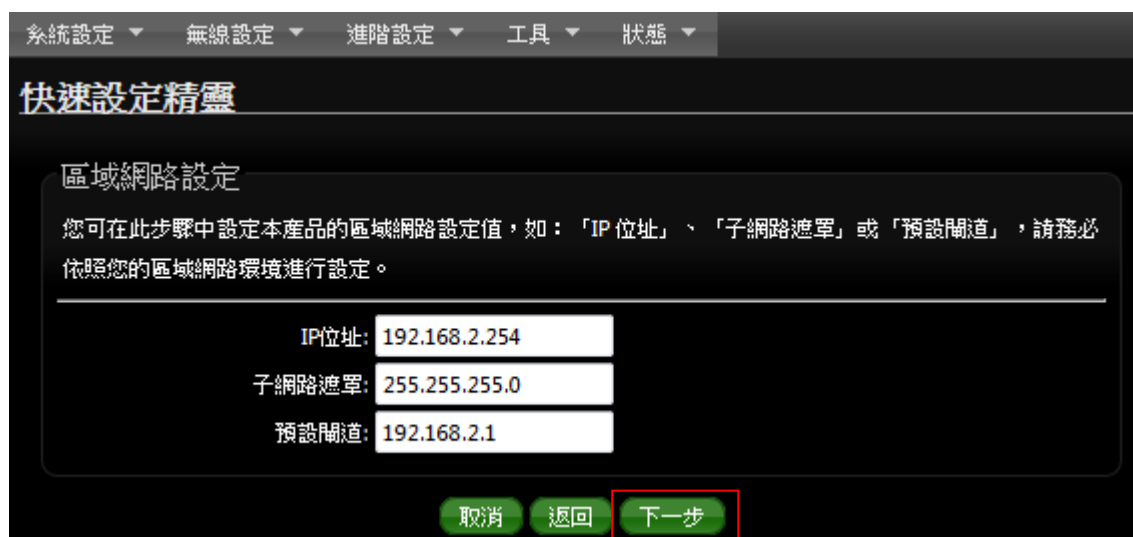 系統設定 無線設定 進階設定 工具 狀態
快速設定精靈
區域網路設定
您可在此步驟中設定本產品的區域網路設定值，如：「IP 位址」、「子網路遮罩」或「預設閘道」，請務必
依照您的區域網路環境進行設定。
IP位址: 192.168.2.254
子網路遮罩: 255.255.255.0
預設閘道: 192.168.2.1
取消 返回 下一步